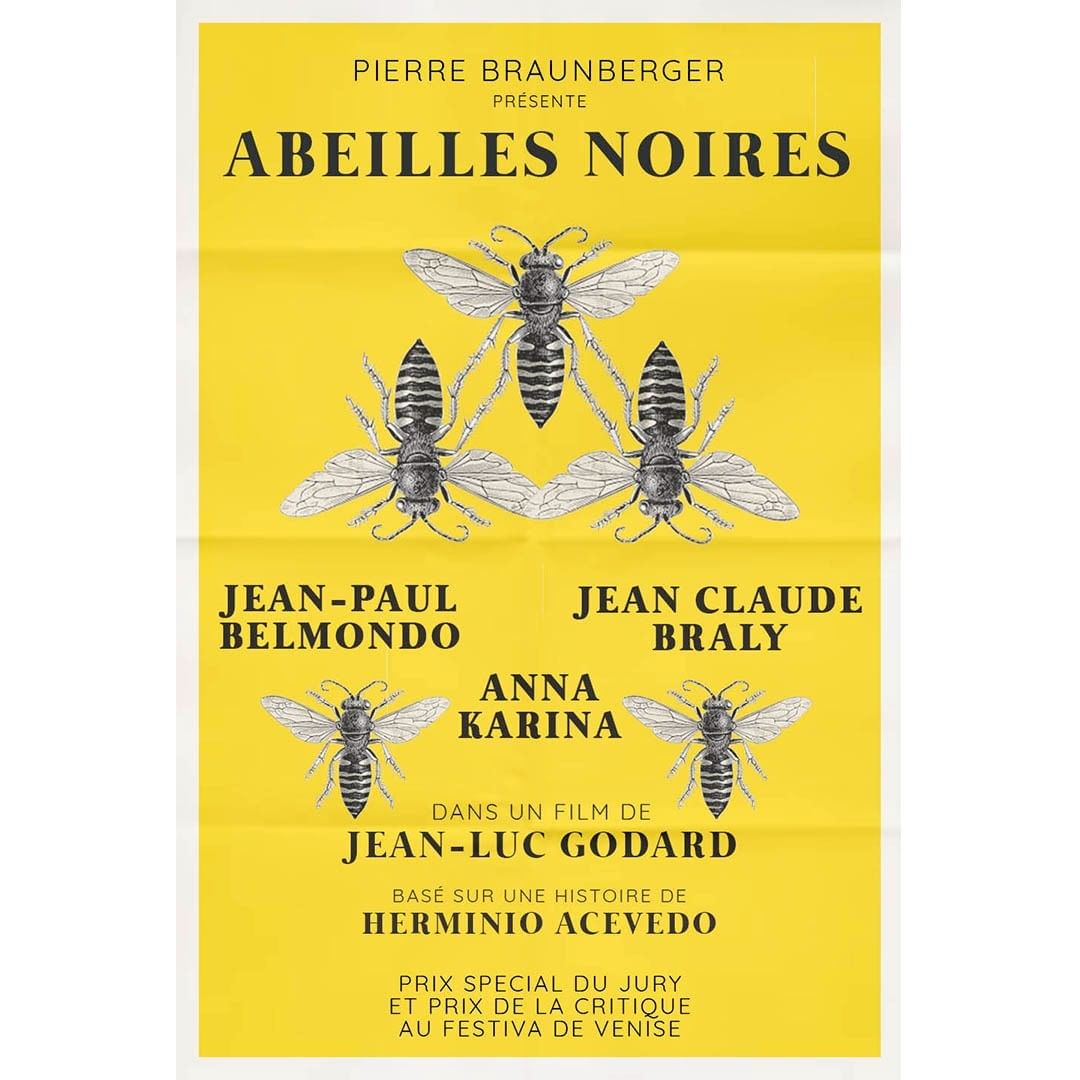 PIERRE BRAUNBERGER
PRÉSENTE
ABEILLES NOIRES
JEAN-PAUL
BELMONDO
JEAN CLAUDE
BRALY
ANNA
KARINA
DANS UN FILM DE
JEAN-LUC GODARD
BASÉ SUR UNE HISTOIRE DE
HERMINIO ACEVEDO
PRIX SPECIAL DU JURY
ET PRIX DE LA CRITIQUE
AU FESTIVA DE VENISE